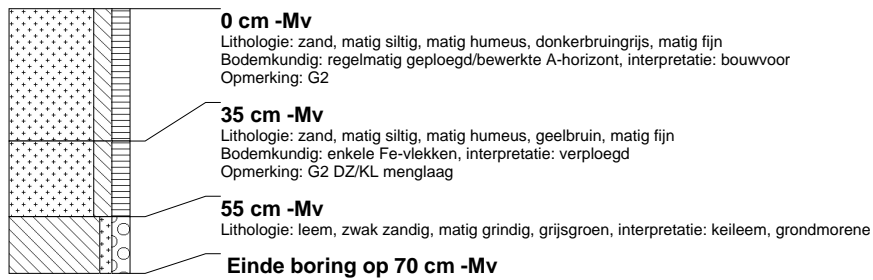 0 cm -Mv
Lithologie: zand, matig siltig, matig humeus, donkerbruingrijs, matig fijn
Bodemkundig: regelmatig geploegd/bewerkte A-horizont, interpretatie: bouwvoor
Opmerking: G2
35 cm -Mv
Lithologie: zand, matig siltig, matig humeus, geelbruin, matig fijn
Bodemkundig: enkele Fe-vlekken, interpretatie: verploegd
Opmerking: G2 DZ/KL menglaag
55 cm -Mv
Lithologie: leem, zwak zandig, matig grindig, grijsgroen, interpretatie: keileem, grondmorene
Einde boring op 70 cm -Mv